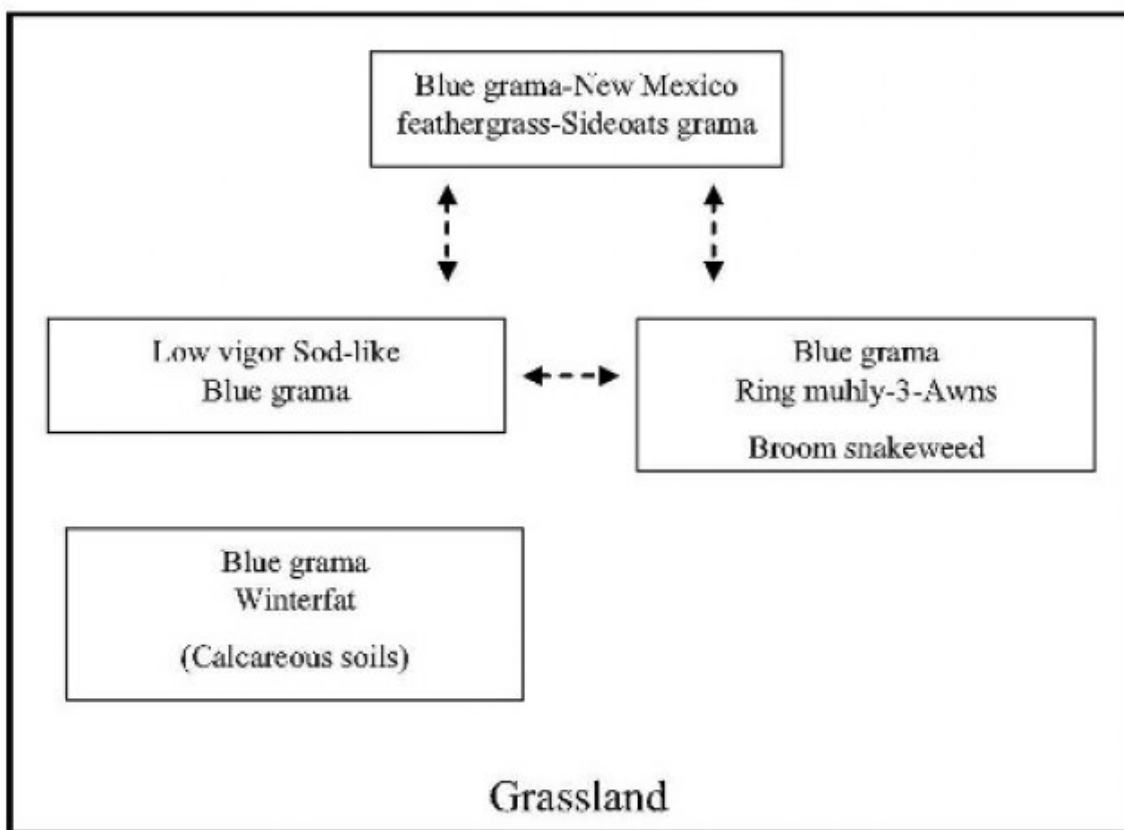 Blue grama-New Mexico
feathergrass-Sideoats grama
Low vigor Sod-like
Blue grama
Blue grama
Ring muhly-3-Awns
Broom snakeweed
Blue grama
Winterfat
(Calcareous soils)
Grassland